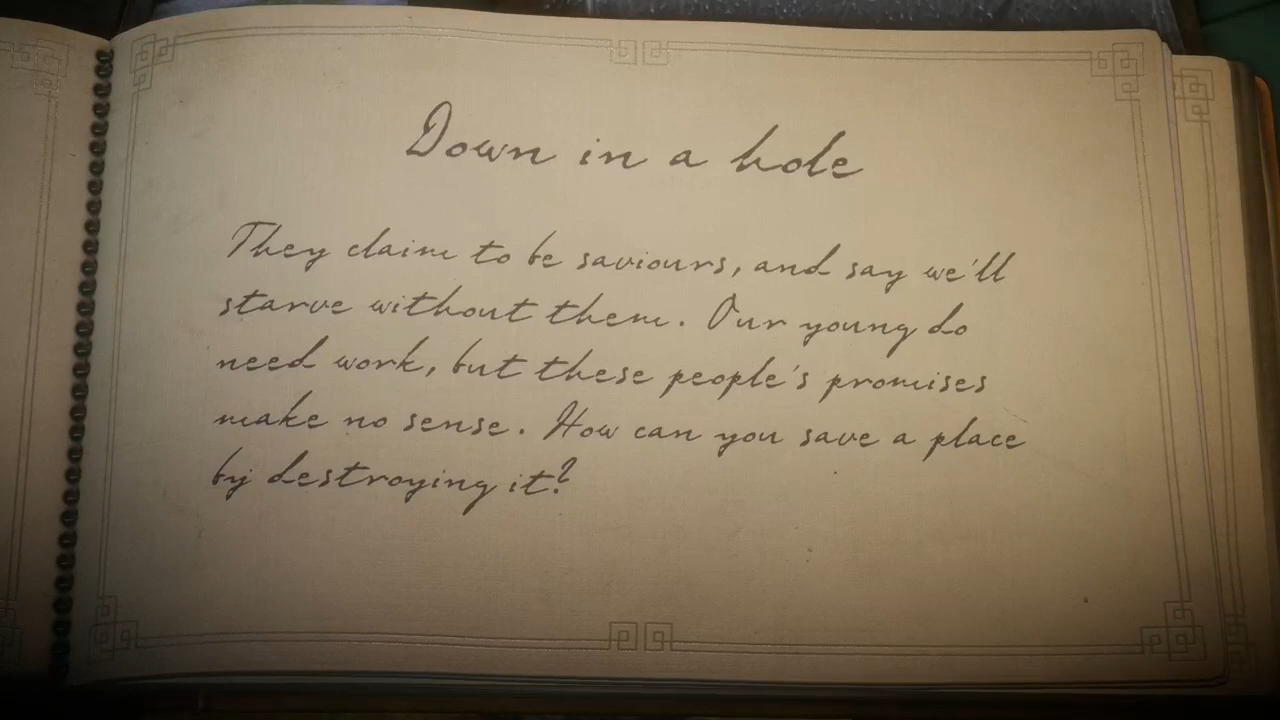 Down in a hole
They claim to be saviours, and say we'll
starve without them. Our young do
need work, but these people's promises
make no sense. How can you save a place
by destroying it?